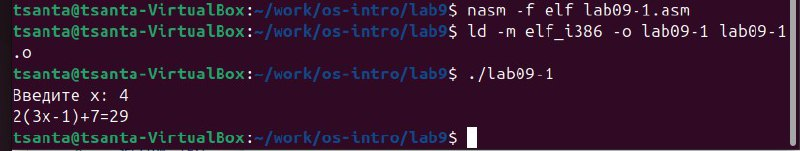 tsanta@tsanta-VirtualBox:~/work/os-intro/lab9$ nasm -f elf lab09-1.asm
tsanta@tsanta-VirtualBox:~/work/os-intro/lab9$ ld -m elf_i386 -o lab09-1 lab09-1
.o
tsanta@tsanta-VirtualBox:~/work/os-intro/lab9$ ./lab09-1
Введите x: 4
2(3x-1)+7=29
tsanta@tsanta-VirtualBox:~/work/os-intro/lab9$